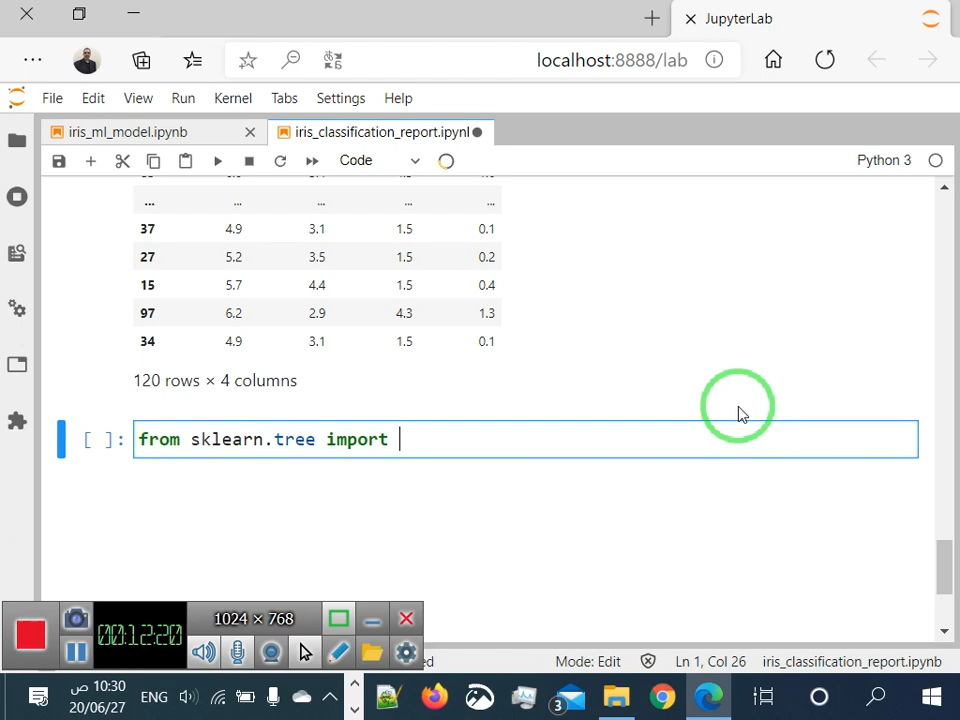 JupyterLab
localhost:8888/lab
File Edit View Run Kernel Tabs Settings Help
iris_ml_model.ipynb
iris_classification_report.ipynl
Code
Python 3
... ... ... ... ...
37 4.9 3.1 1.5 0.1
27 5.2 3.5 1.5 0.2
15 5.7 4.4 1.5 0.4
97 6.2 2.9 4.3 1.3
34 4.9 3.1 1.5 0.1
120 rows × 4 columns
[ ]: from sklearn.tree import
1024 × 768
00:12:20
Mode: Edit
Ln 1, Col 26
iris_classification_report.ipynb
10:30 ص
20/06/27
ENG
3